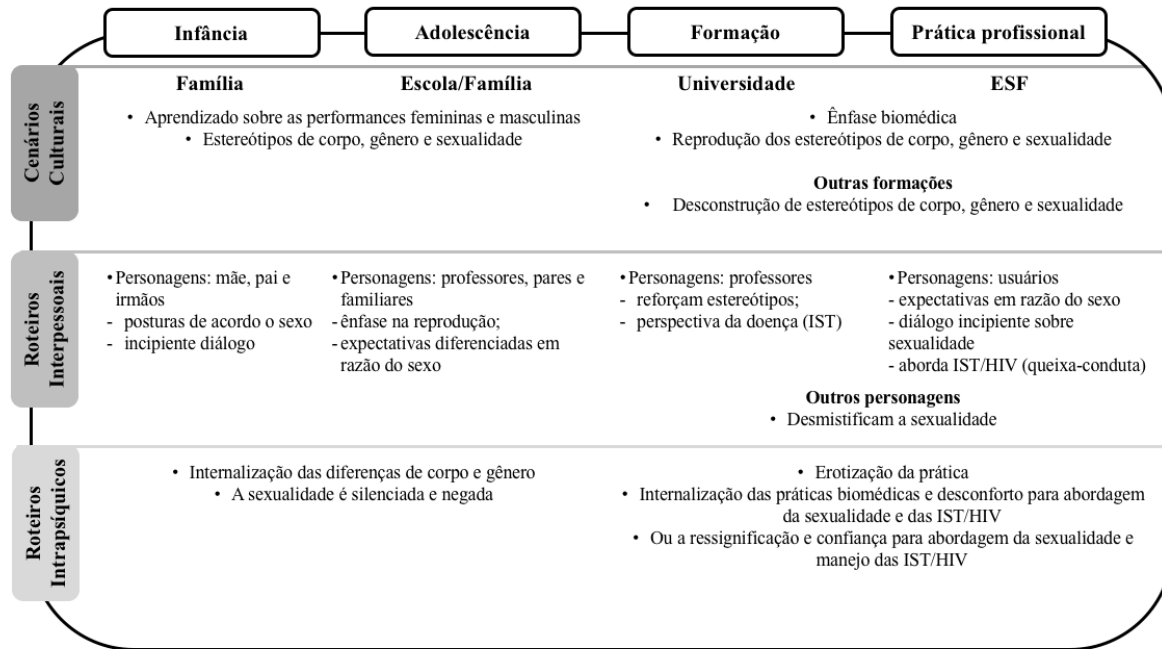 Infância
Adolescência
Formação
Prática profissional
Família
Escola/Família
Universidade
ESF
Cenários
Culturais
• Aprendizado sobre as performances femininas e masculinas
• Estereótipos de corpo, gênero e sexualidade
• Ênfase biomédica
• Reprodução dos estereótipos de corpo, gênero e sexualidade
Outras formações
• Desconstrução de estereótipos de corpo, gênero e sexualidade
Roteiros
Interpessoais
•Personagens: mãe, pai e
irmãos
- posturas de acordo o sexo
- incipiente diálogo
•Personagens: professores, pares e
familiares
-ênfase na reprodução;
-expectativas diferenciadas em
razão do sexo
•Personagens: professores
- reforçam estereótipos;
- perspectiva da doença (IST)
•Personagens: usuários
- expectativas em razão do sexo
- diálogo incipiente sobre
sexualidade
- aborda IST/HIV (queixa-conduta)
Outros personagens
• Desmistificam a sexualidade
Roteiros
Intrapsíquicos
• Internalização das diferenças de corpo e gênero
• A sexualidade é silenciada e negada
• Erotização da prática
• Internalização das práticas biomédicas e desconforto para abordagem
da sexualidade e das IST/HIV
• Ou a ressignificação e confiança para abordagem da sexualidade e
manejo das IST/HIV